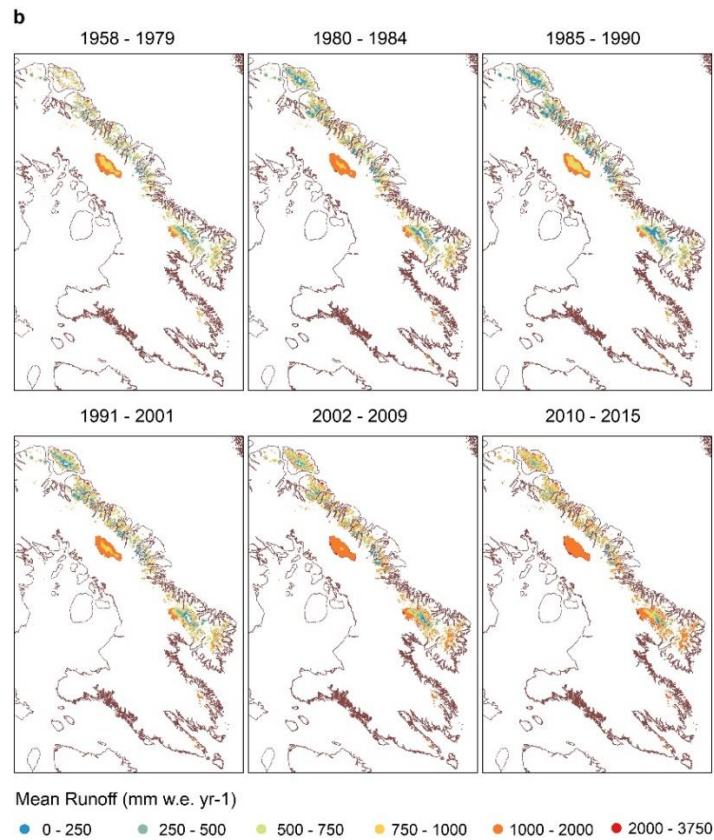 b
1958 - 1979 1980 - 1984 1985 - 1990
1991 - 2001 2002 - 2009 2010 - 2015
Mean Runoff (mm w.e. yr-1)
0 - 250 250 - 500 500 - 750 750 - 1000 1000 - 2000 2000 - 3750